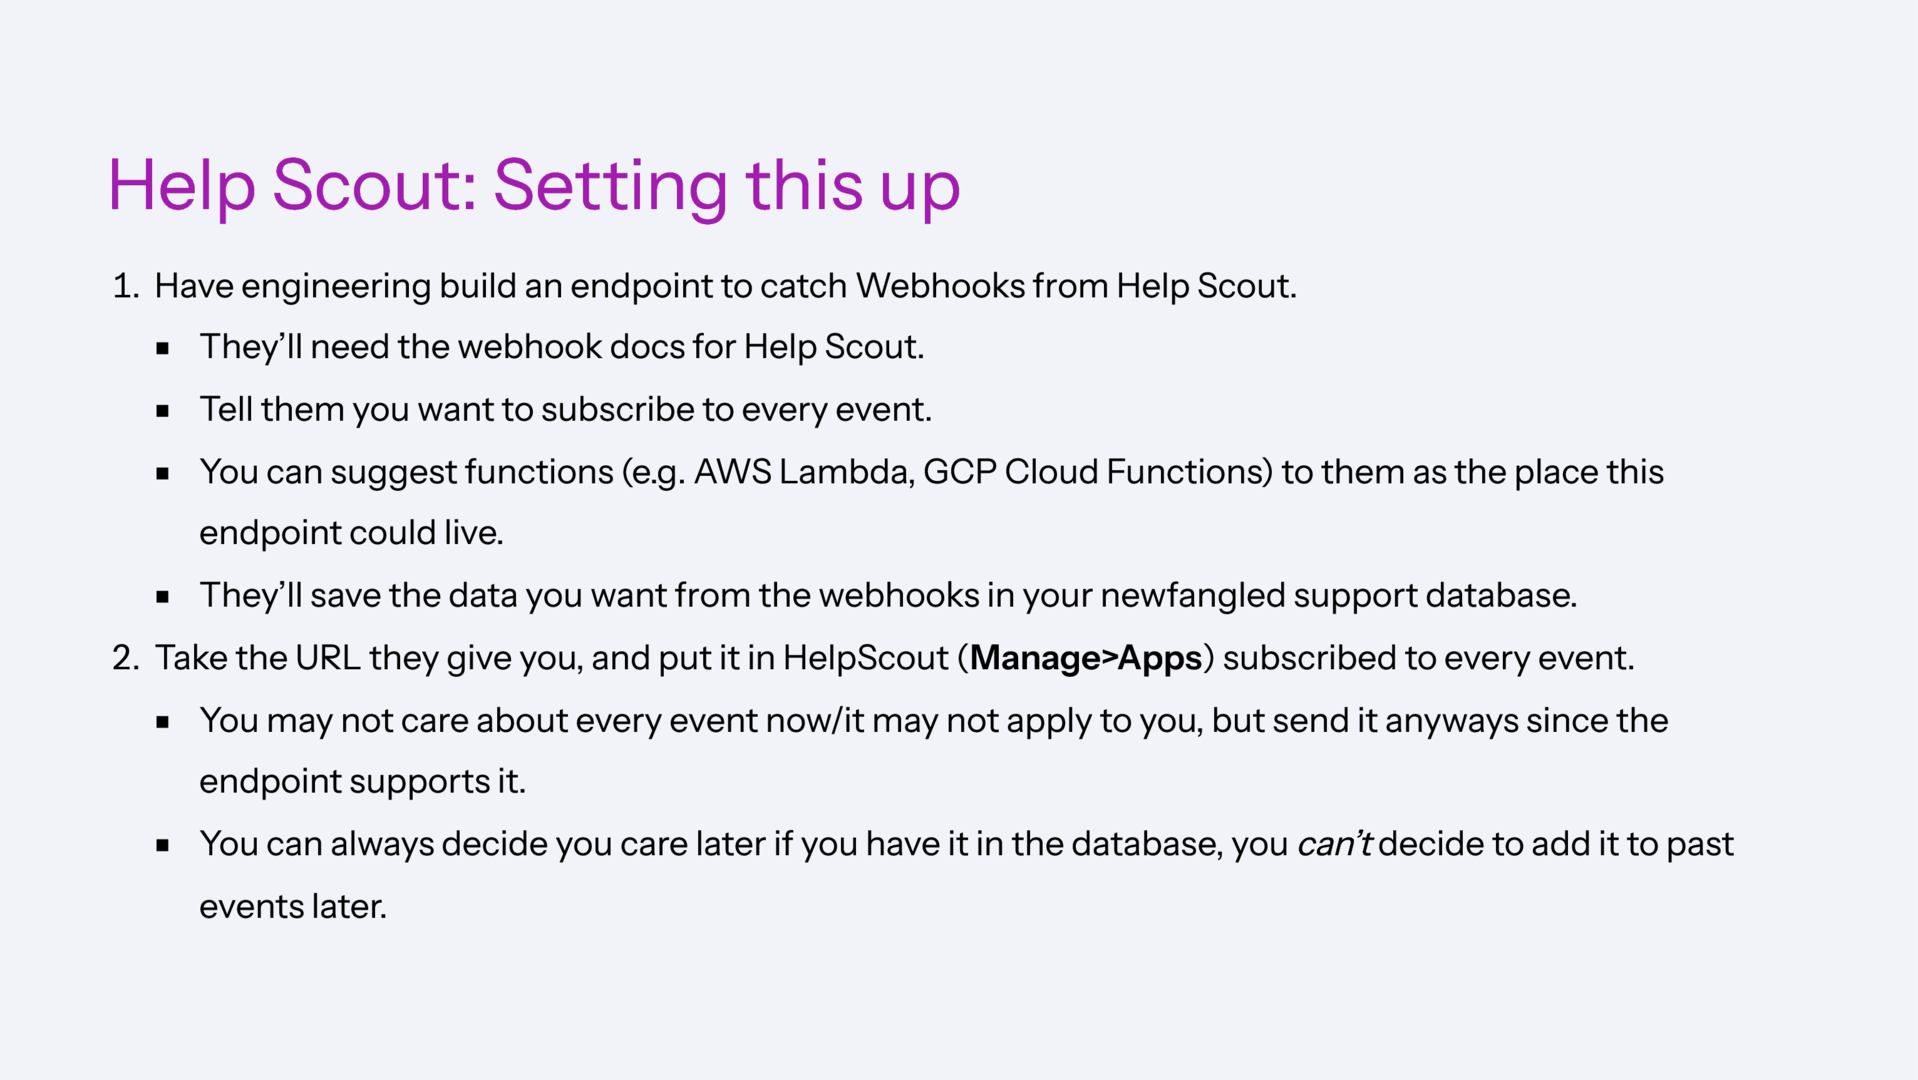 Help Scout: Setting this up
1. Have engineering build an endpoint to catch Webhooks from Help Scout.
▪ They’ll need the webhook docs for Help Scout.
▪ Tell them you want to subscribe to every event.
▪ You can suggest functions (e.g. AWS Lambda, GCP Cloud Functions) to them as the place this
endpoint could live.
▪ They’ll save the data you want from the webhooks in your newfangled support database.
2. Take the URL they give you, and put it in HelpScout (Manage>Apps) subscribed to every event.
▪ You may not care about every event now/it may not apply to you, but send it anyways since the
endpoint supports it.
▪ You can always decide you care later if you have it in the database, you can’t decide to add it to past
events later.